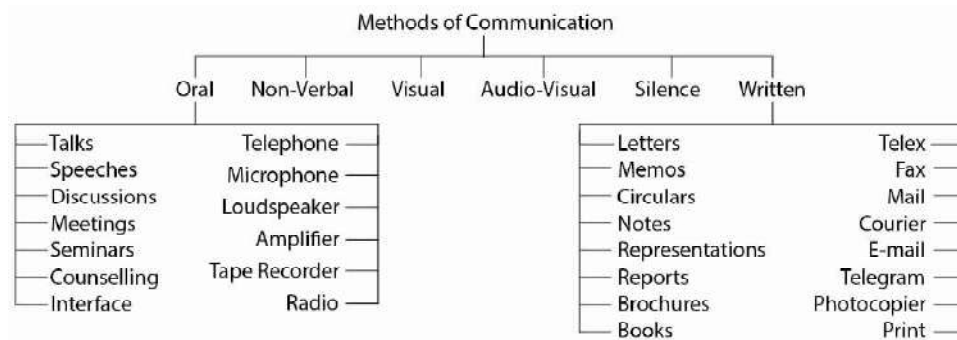 Methods of Communication
Oral Non-Verbal Visual Audio-Visual Silence Written
Talks
Speeches
Discussions
Meetings
Seminars
Counselling
Interface
Telephone
Microphone
Loudspeaker
Amplifier
Tape Recorder
Radio
Letters
Memos
Circulars
Notes
Representations
Reports
Brochures
Books
Telex
Fax
Mail
Courier
E-mail
Telegram
Photocopier
Print